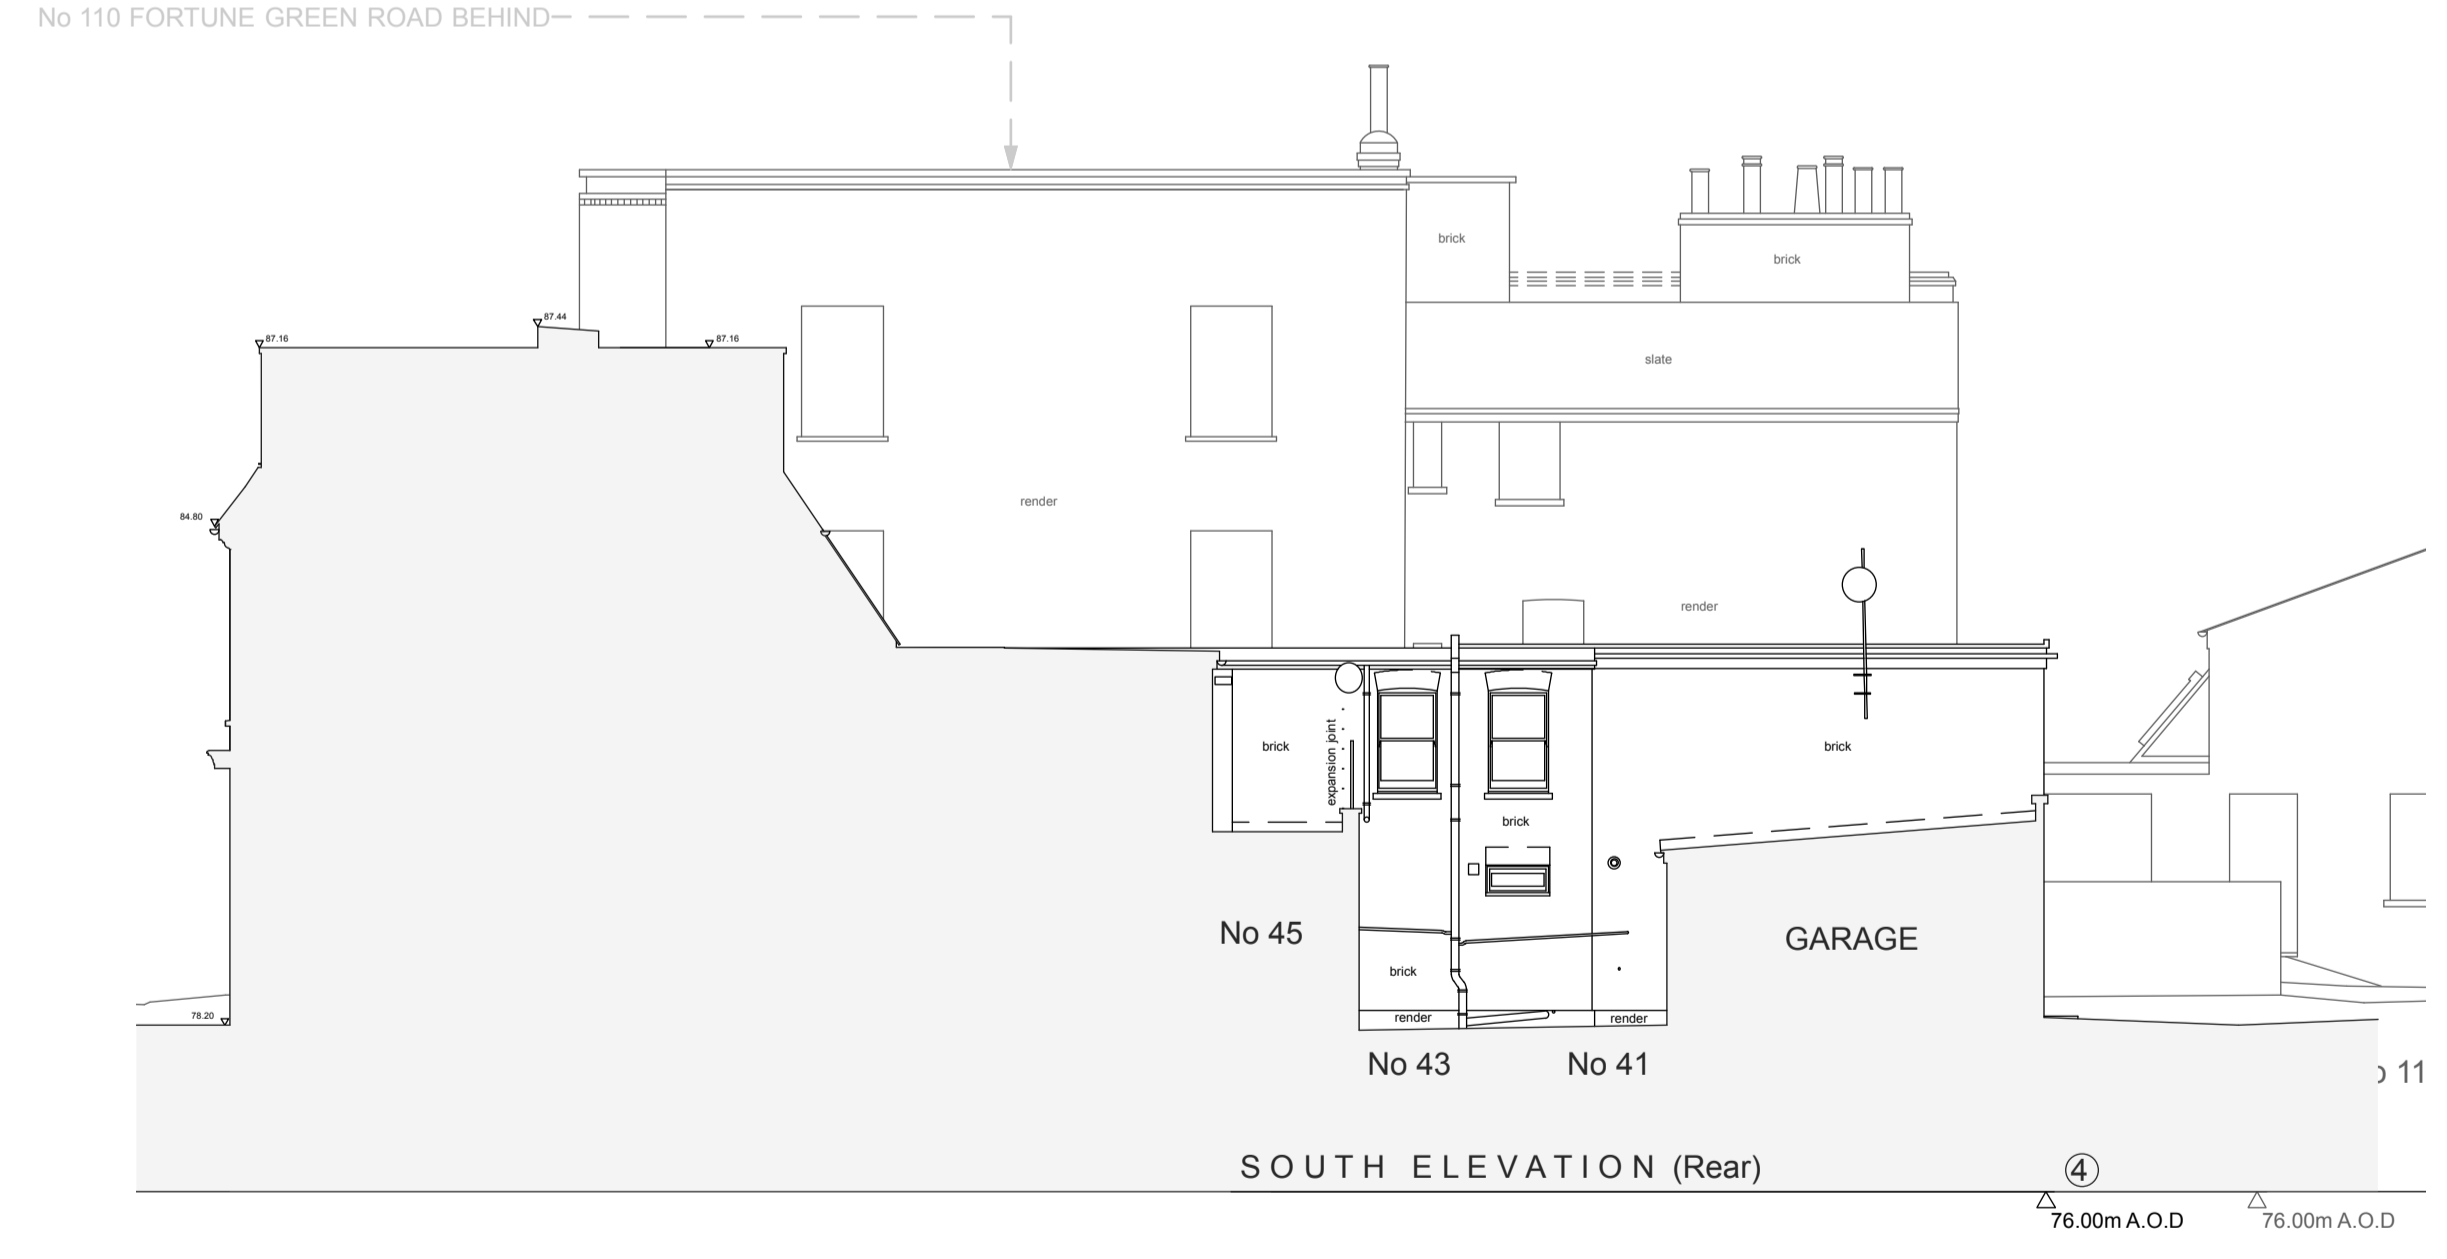 No 110 FORTUNE GREEN ROAD BEHIND
brick
brick
87.44
87.16
87.16
slate
render
84.80
render
brick
expansion joint
brick
brick
No 45
GARAGE
brick
78.20
render
render
No 43
No 41
11
SOUTH ELEVATION (Rear)
4
76.00m A.O.D
76.00m A.O.D